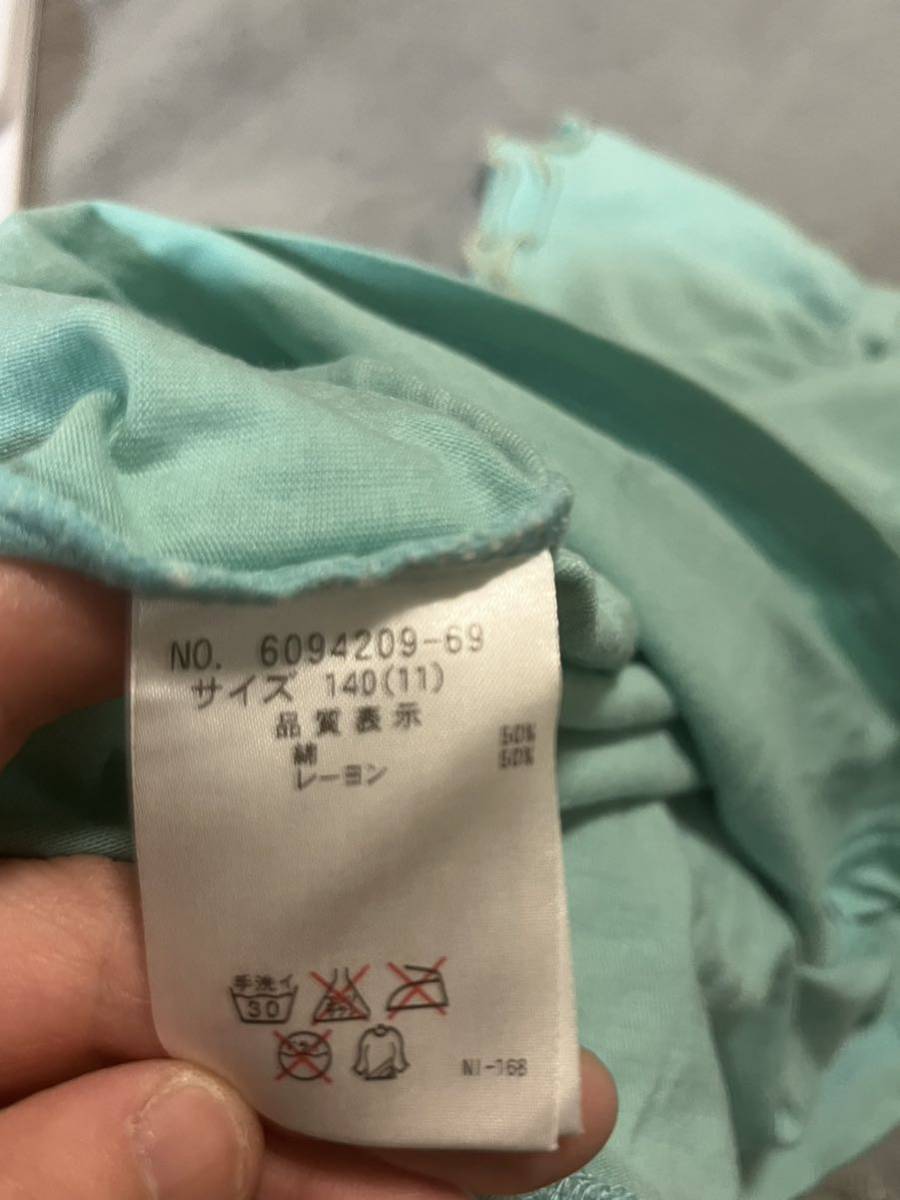 NO. 6094209-69
サイズ 140(11)
品質表示
綿 50%
レーヨン 50%
手洗イ
30
NI-168